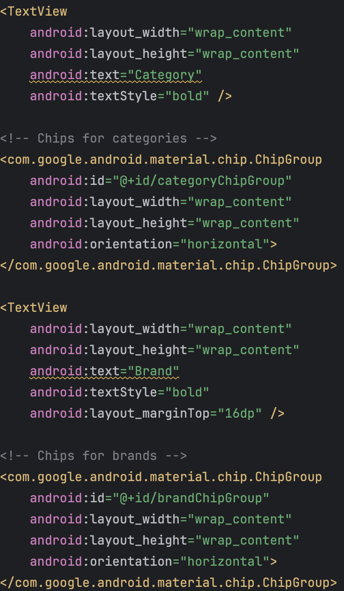 <TextView
    android:layout_width="wrap_content"
    android:layout_height="wrap_content"
    android:text="Category"
    android:textStyle="bold" />

<!-- Chips for categories -->
<com.google.android.material.chip.ChipGroup
    android:id="@+id/categoryChipGroup"
    android:layout_width="wrap_content"
    android:layout_height="wrap_content"
    android:orientation="horizontal">
</com.google.android.material.chip.ChipGroup>

<TextView
    android:layout_width="wrap_content"
    android:layout_height="wrap_content"
    android:text="Brand"
    android:textStyle="bold"
    android:layout_marginTop="16dp" />

<!-- Chips for brands -->
<com.google.android.material.chip.ChipGroup
    android:id="@+id/brandChipGroup"
    android:layout_width="wrap_content"
    android:layout_height="wrap_content"
    android:orientation="horizontal">
</com.google.android.material.chip.ChipGroup>